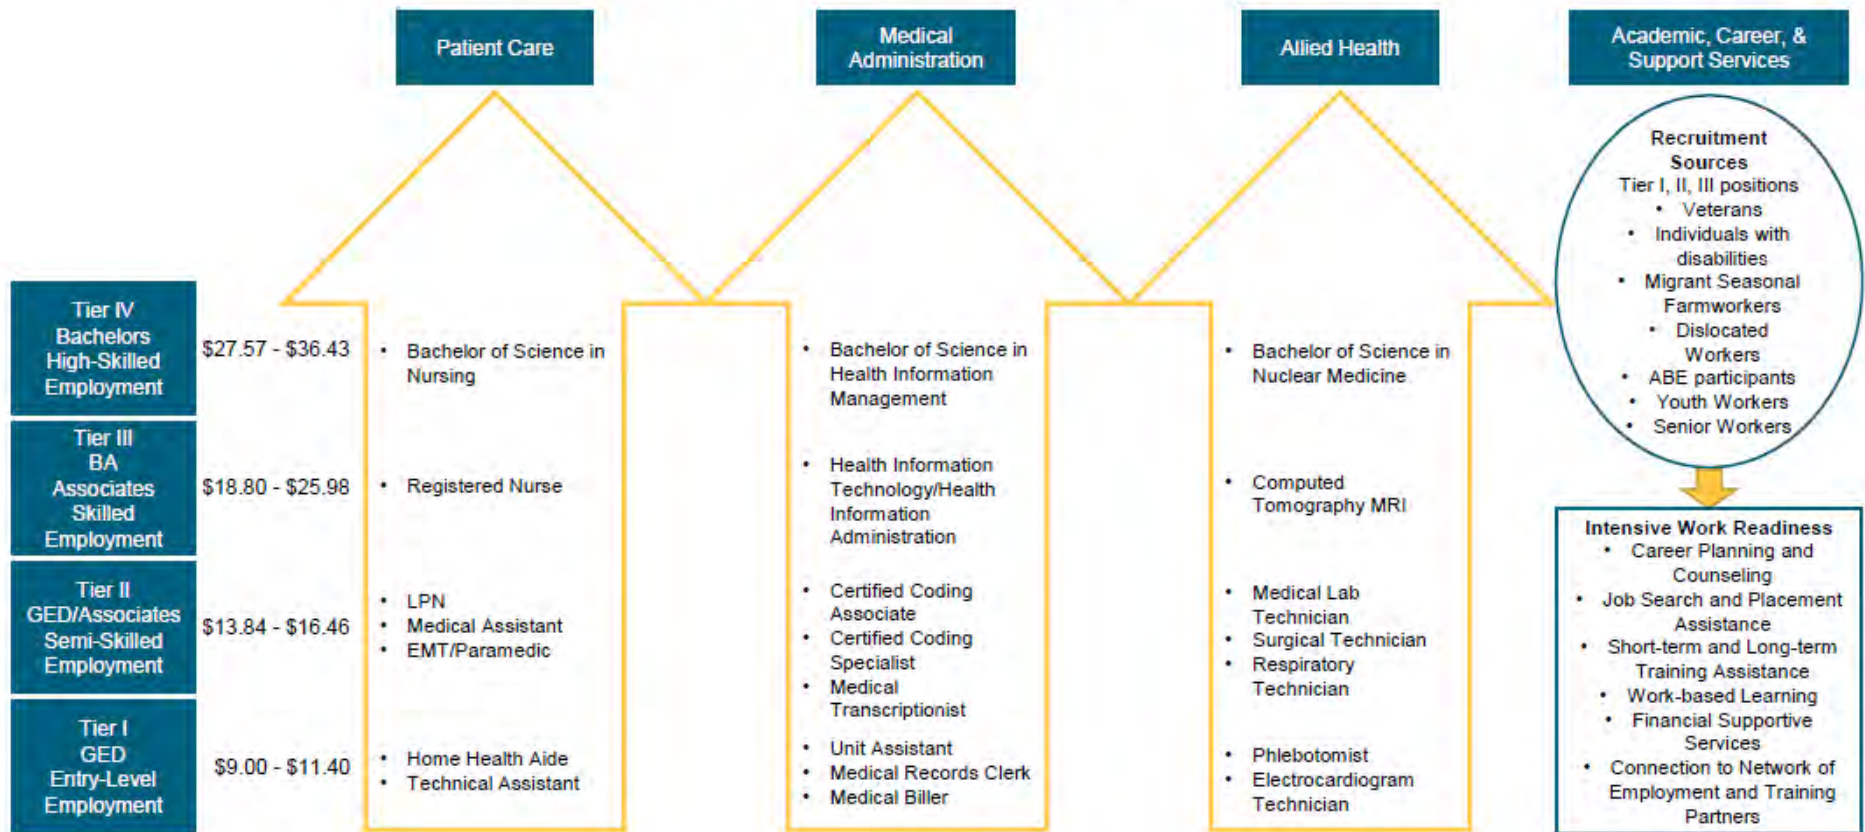 Patient Care
Medical
Administration
Allied Health
Academic, Career, &
Support Services
Tier IV
Bachelors
High-Skilled
Employment
$27.57 - $36.43
• Bachelor of Science in
Nursing
• Bachelor of Science in
Health Information
Management
• Bachelor of Science in
Nuclear Medicine
Tier III
BA
Associates
Skilled
Employment
$18.80 - $25.98
• Registered Nurse
• Health Information
Technology/Health
Information
Administration
• Computed
Tomography MRI
Tier II
GED/Associates
Semi-Skilled
Employment
$13.84 - $16.46
• LPN
• Medical Assistant
• EMT/Paramedic
• Certified Coding
Associate
• Certified Coding
Specialist
• Medical
Transcriptionist
• Medical Lab
Technician
• Surgical Technician
• Respiratory
Technician
Tier I
GED
Entry-Level
Employment
$9.00 - $11.40
• Home Health Aide
• Technical Assistant
• Unit Assistant
• Medical Records Clerk
• Medical Biller
• Phlebotomist
• Electrocardiogram
Technician
Recruitment
Sources
Tier I, II, III positions
• Veterans
• Individuals with
disabilities
• Migrant Seasonal
Farmworkers
• Dislocated
Workers
• ABE participants
• Youth Workers
• Senior Workers
Intensive Work Readiness
• Career Planning and
Counseling
• Job Search and Placement
Assistance
• Short-term and Long-term
Training Assistance
• Work-based Learning
• Financial Supportive
Services
• Connection to Network of
Employment and Training
Partners